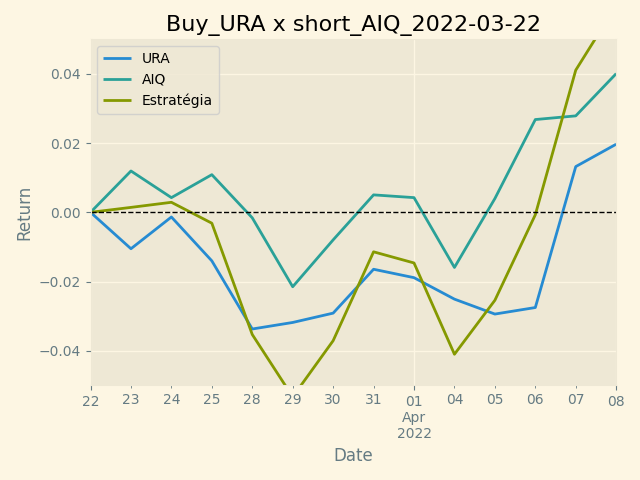 Buy_URA x short_AIQ_2022-03-22
URA
AIQ
Estratégia
0.04
0.02
0.00
−0.02
−0.04
Return
22 23 24 25 28 29 30 31 01 04 05 06 07 08
Apr
2022
Date